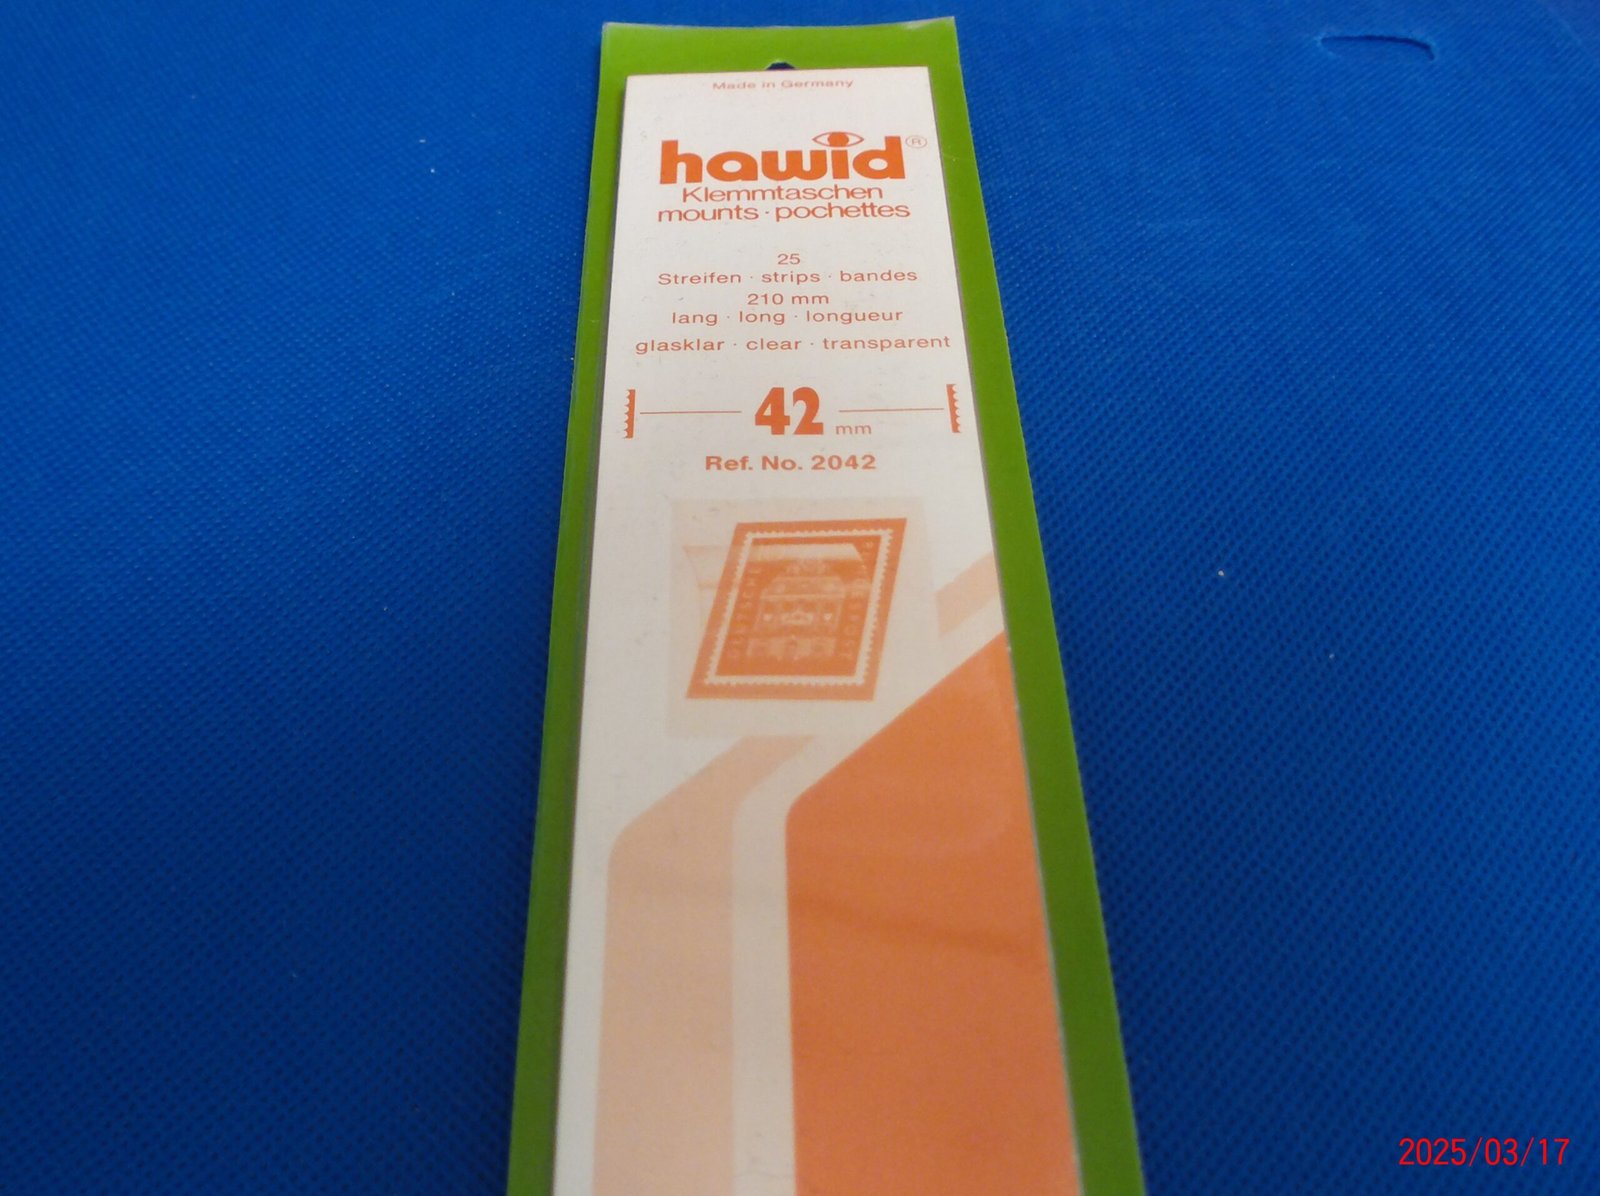 Made in Germany
hawid®
Klemmtaschen
mounts · pochettes
25
Streifen · strips · bandes
210 mm
lang · long · longueur
glasklar · clear · transparent
42 mm
Ref. No. 2042
2025/03/17